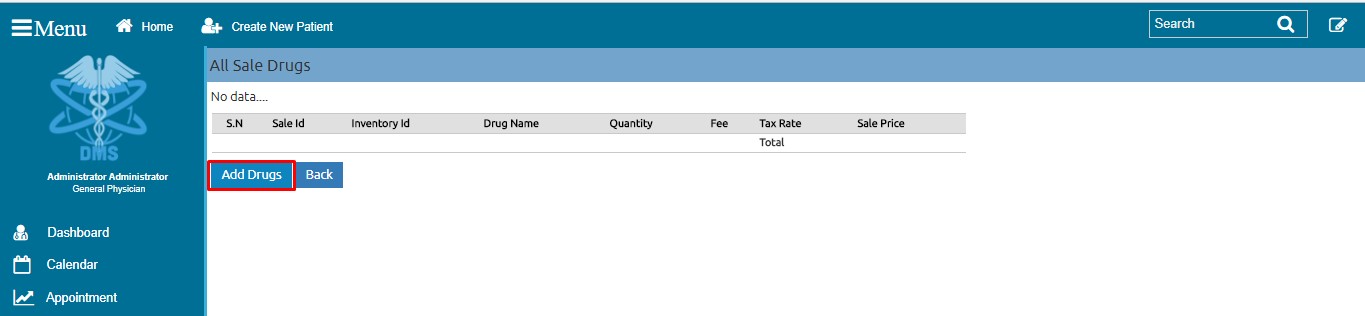 Menu Home Create New Patient Search
DMS
Administrator Administrator
General Physician
Dashboard
Calendar
Appointment
All Sale Drugs
No data....
S.N Sale Id Inventory Id Drug Name Quantity Fee Tax Rate Sale Price
Total
Add Drugs Back